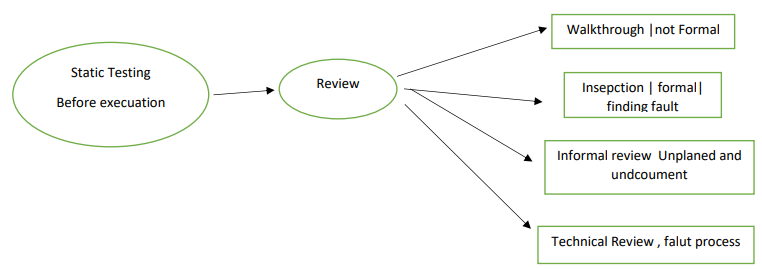 Static Testing
Before execuation
Review
Walkthrough |not Formal
Insepction | formal|
finding fault
Informal review  Unplaned and
undcoument
Technical Review , falut process